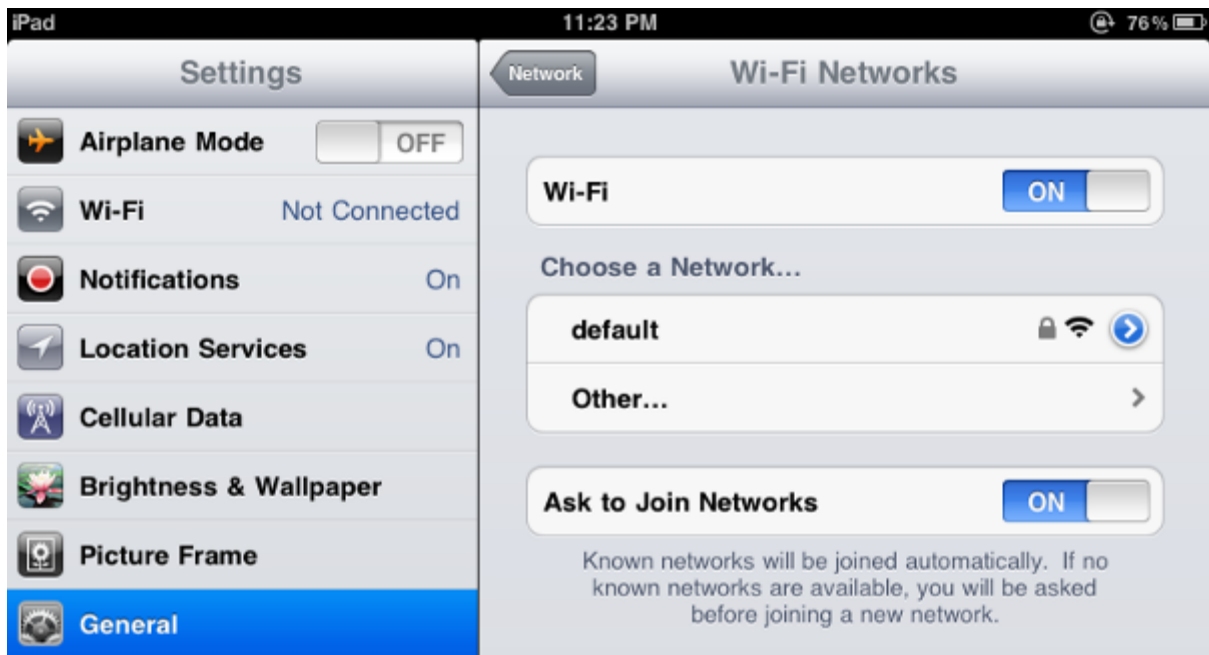 iPad 11:23 PM 76%
Settings
Airplane Mode OFF
Wi-Fi Not Connected
Notifications On
Location Services On
Cellular Data
Brightness & Wallpaper
Picture Frame
General
Network Wi-Fi Networks
Wi-Fi ON
Choose a Network...
default
Other...
Ask to Join Networks ON
Known networks will be joined automatically. If no
known networks are available, you will be asked
before joining a new network.